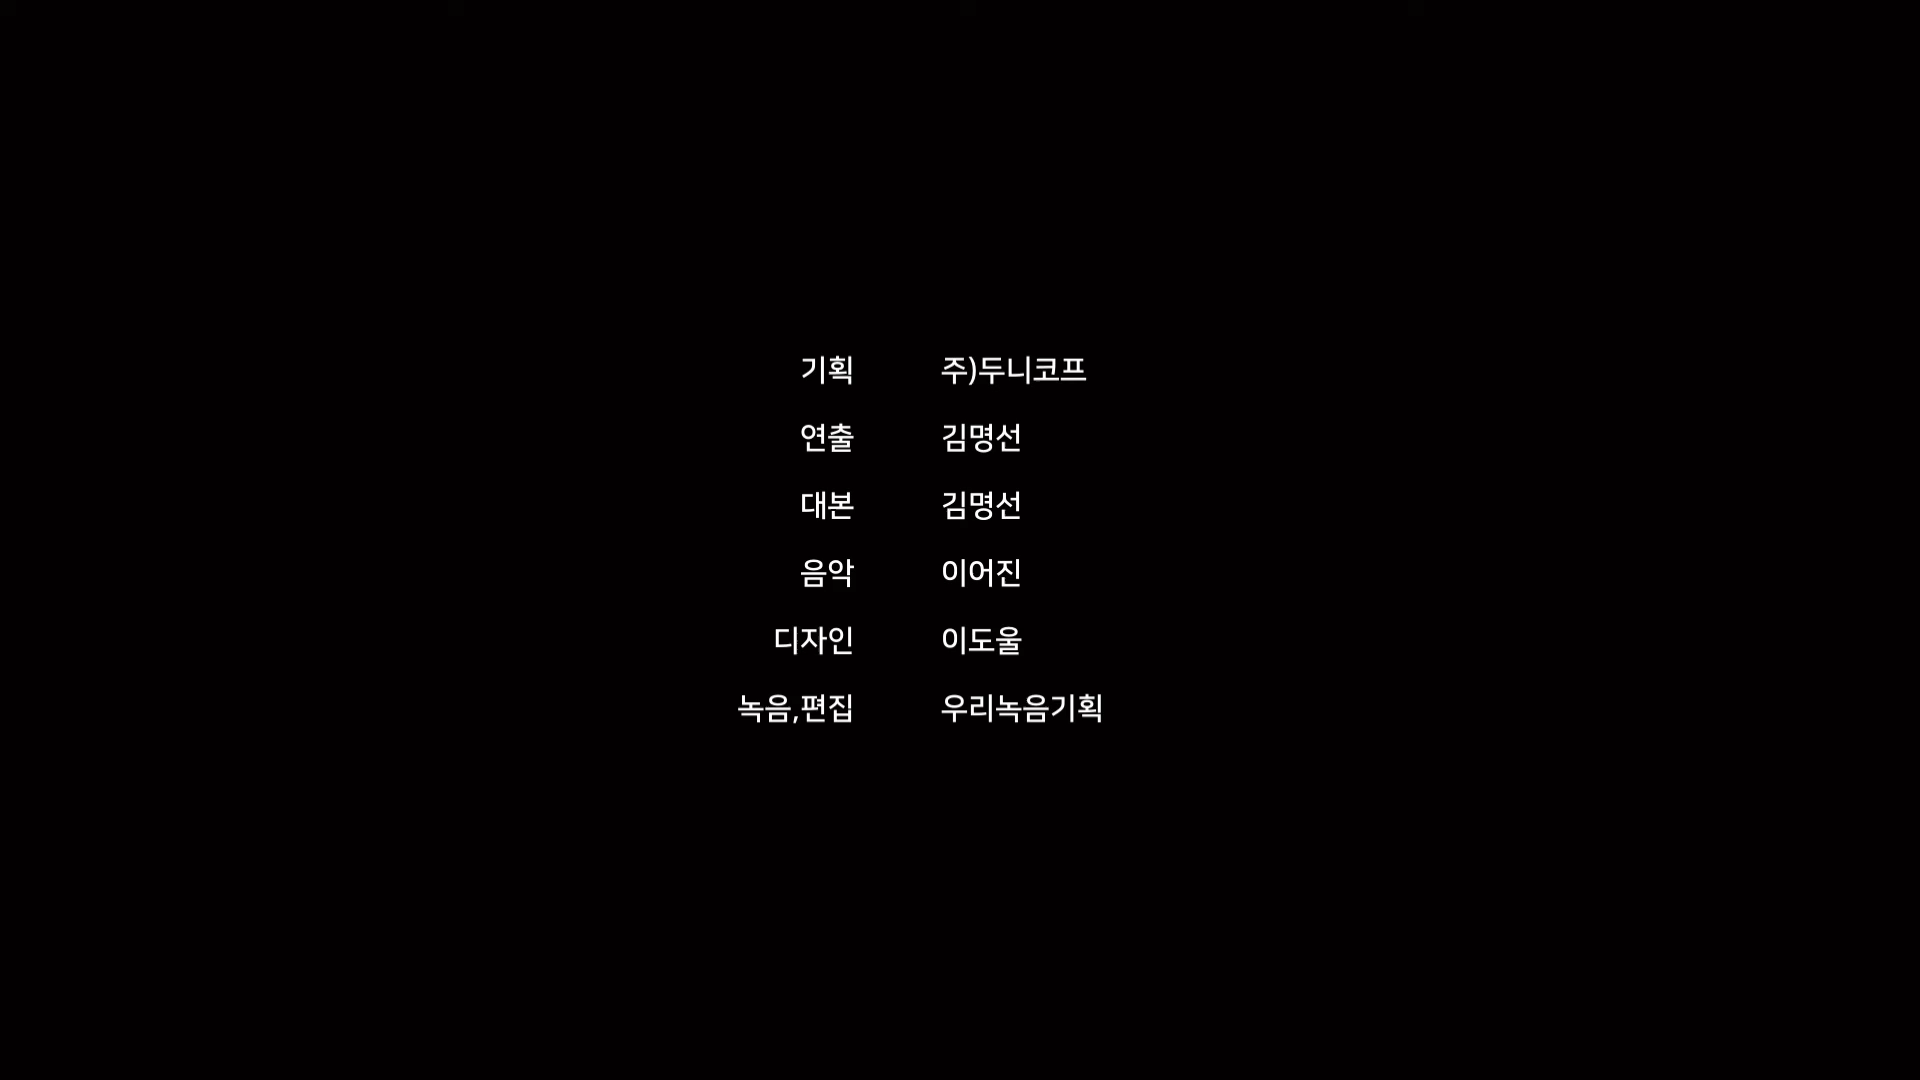 기획 주)두니코프
연출 김명선
대본 김명선
음악 이어진
디자인 이도울
녹음,편집 우리녹음기획